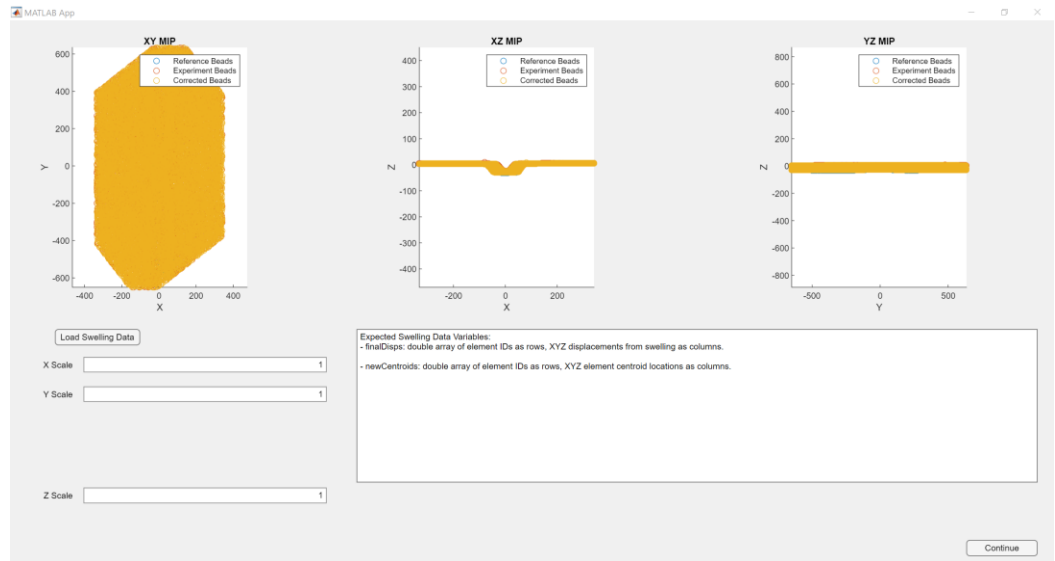 MATLAB App
XY MIP
Reference Beads
Experiment Beads
Corrected Beads
600
400
200
0
-200
-400
-600
Y
-400 -200 0 200 400
X
XZ MIP
Reference Beads
Experiment Beads
Corrected Beads
400
300
200
100
0
-100
-200
-300
-400
Z
-200 0 200
X
YZ MIP
Reference Beads
Experiment Beads
Corrected Beads
800
600
400
200
0
-200
-400
-600
-800
Z
-500 0 500
Y
Load Swelling Data
X Scale 1
Y Scale 1
Z Scale 1
Expected Swelling Data Variables:
- finalDisps: double array of element IDs as rows, XYZ displacements from swelling as columns.
- newCentroids: double array of element IDs as rows, XYZ element centroid locations as columns.
Continue